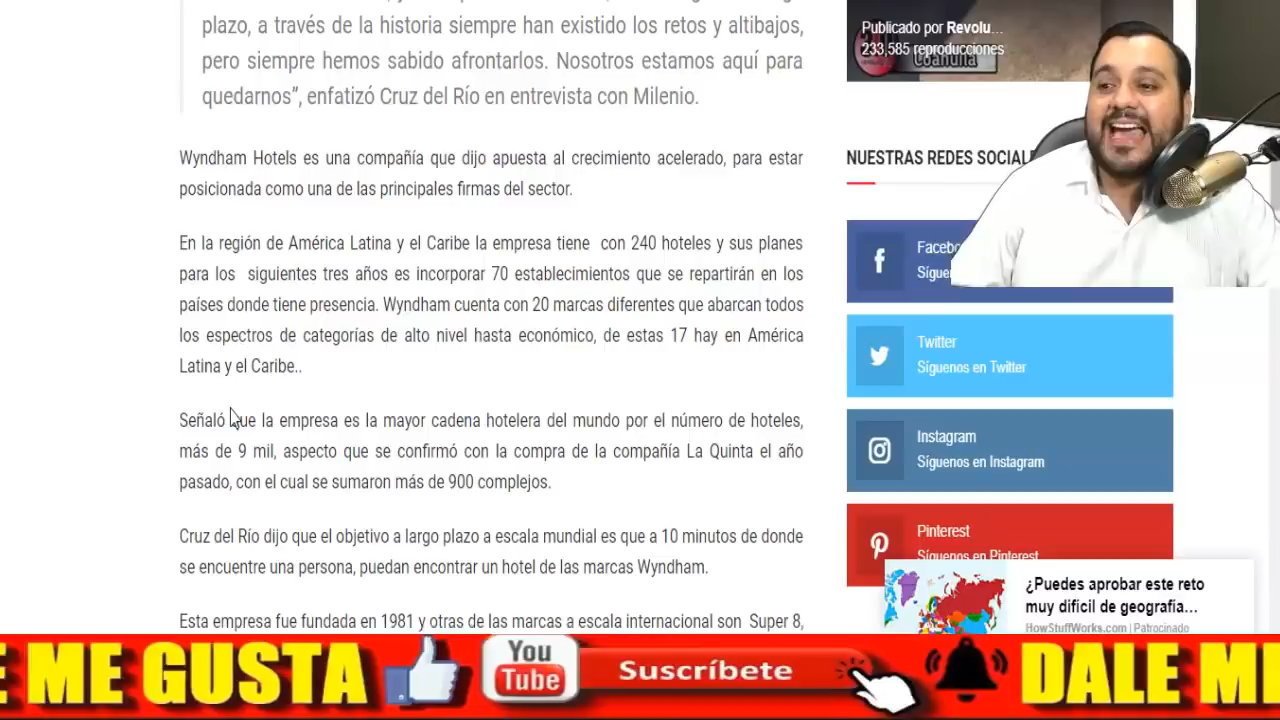 plazo, a través de la historia siempre han existido los retos y altibajos,
pero siempre hemos sabido afrontarlos. Nosotros estamos aquí para
quedarnos”, enfatizó Cruz del Río en entrevista con Milenio.
Wyndham Hotels es una compañía que dijo apuesta al crecimiento acelerado, para estar
posicionada como una de las principales firmas del sector.
En la región de América Latina y el Caribe la empresa tiene con 240 hoteles y sus planes
para los siguientes tres años es incorporar 70 establecimientos que se repartirán en los
países donde tiene presencia. Wyndham cuenta con 20 marcas diferentes que abarcan todos
los espectros de categorías de alto nivel hasta económico, de estas 17 hay en América
Latina y el Caribe..
Señaló que la empresa es la mayor cadena hotelera del mundo por el número de hoteles,
más de 9 mil, aspecto que se confirmó con la compra de la compañía La Quinta el año
pasado, con el cual se sumaron más de 900 complejos.
Cruz del Río dijo que el objetivo a largo plazo a escala mundial es que a 10 minutos de donde
se encuentre una persona, puedan encontrar un hotel de las marcas Wyndham.
Esta empresa fue fundada en 1981 y otras de las marcas a escala internacional son Super 8,
Publicado por Revolu...
233,585 reproducciones
Coahuila
NUESTRAS REDES SOCIALE
Facebo
Sígue
Twitter
Síguenos en Twitter
Instagram
Síguenos en Instagram
Pinterest
Síguenos en Pinterest
¿Puedes aprobar este reto
muy difícil de geografía...
HowStuffWorks.com | Patrocinado
E ME GUSTA
You
Tube
Suscríbete
DALE ME